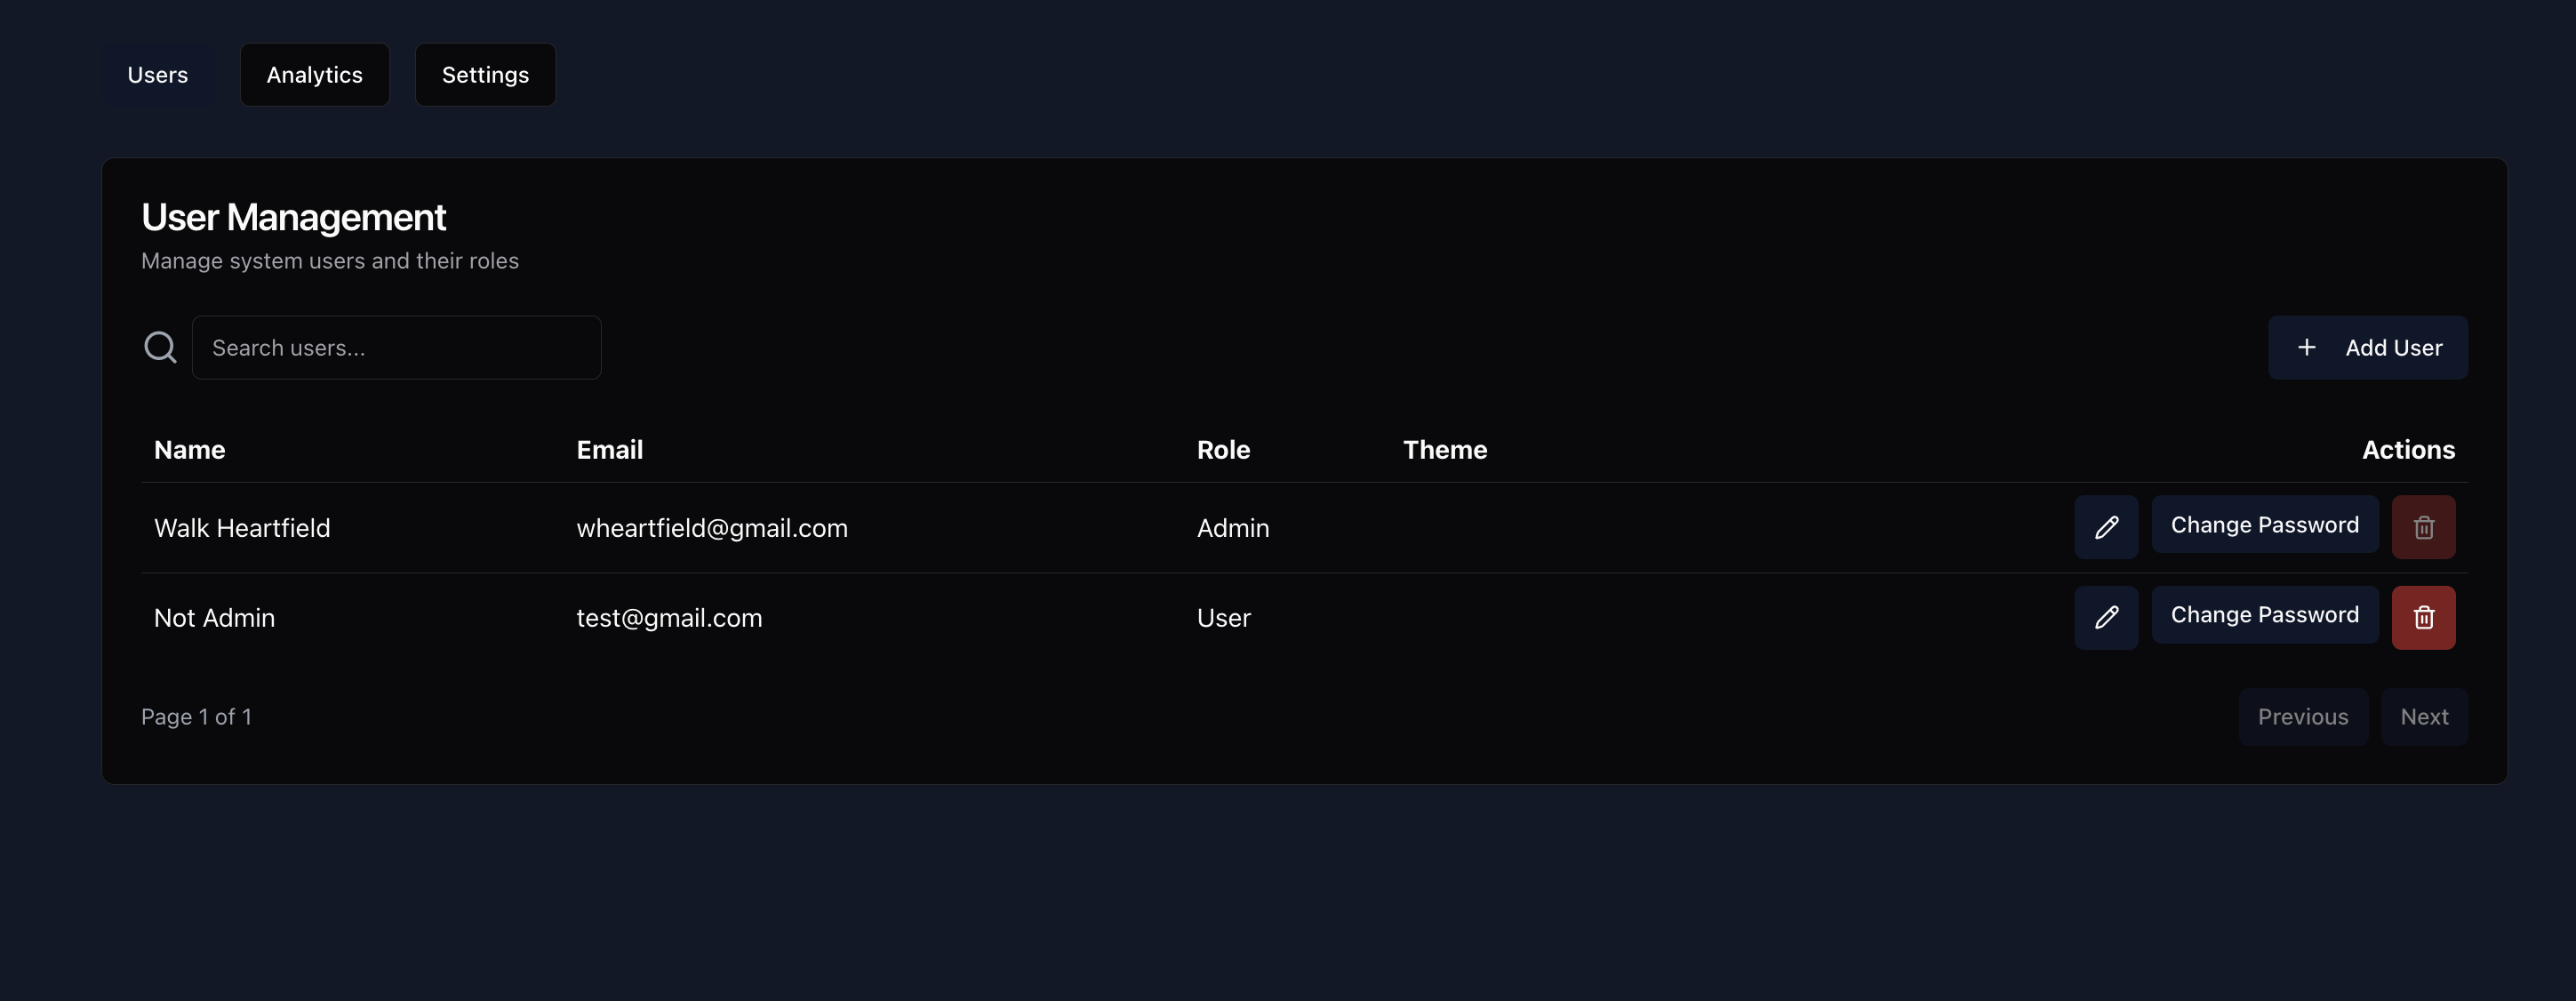 Users Analytics Settings
User Management
Manage system users and their roles
Search users...
Add User
Name Email Role Theme Actions
Walk Heartfield wheartfield@gmail.com Admin Change Password
Not Admin test@gmail.com User Change Password
Page 1 of 1 Previous Next